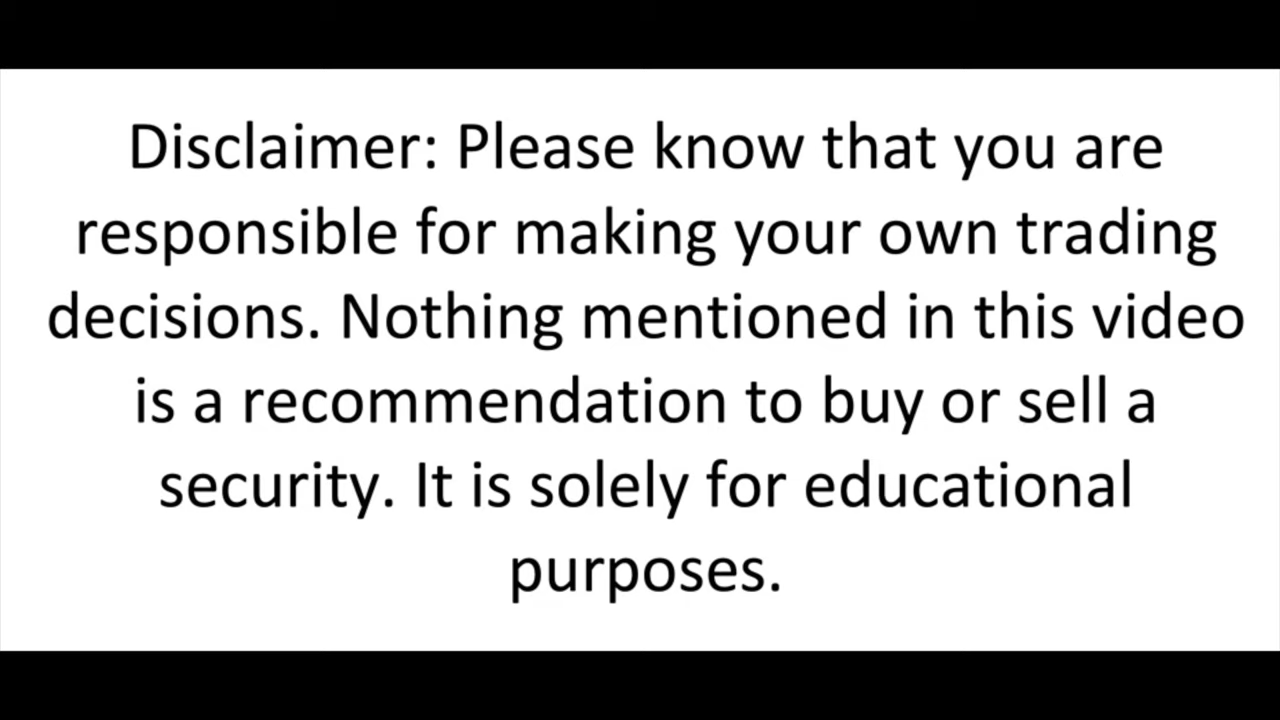 Disclaimer: Please know that you are
responsible for making your own trading
decisions. Nothing mentioned in this video
is a recommendation to buy or sell a
security. It is solely for educational
purposes.